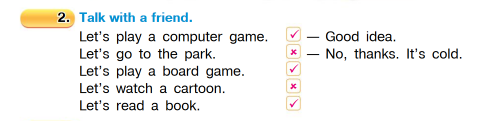 2. Talk with a friend.
Let's play a computer game. ✓ — Good idea.
Let's go to the park. ✗ — No, thanks. It's cold.
Let's play a board game. ✓
Let's watch a cartoon. ✗
Let's read a book. ✓